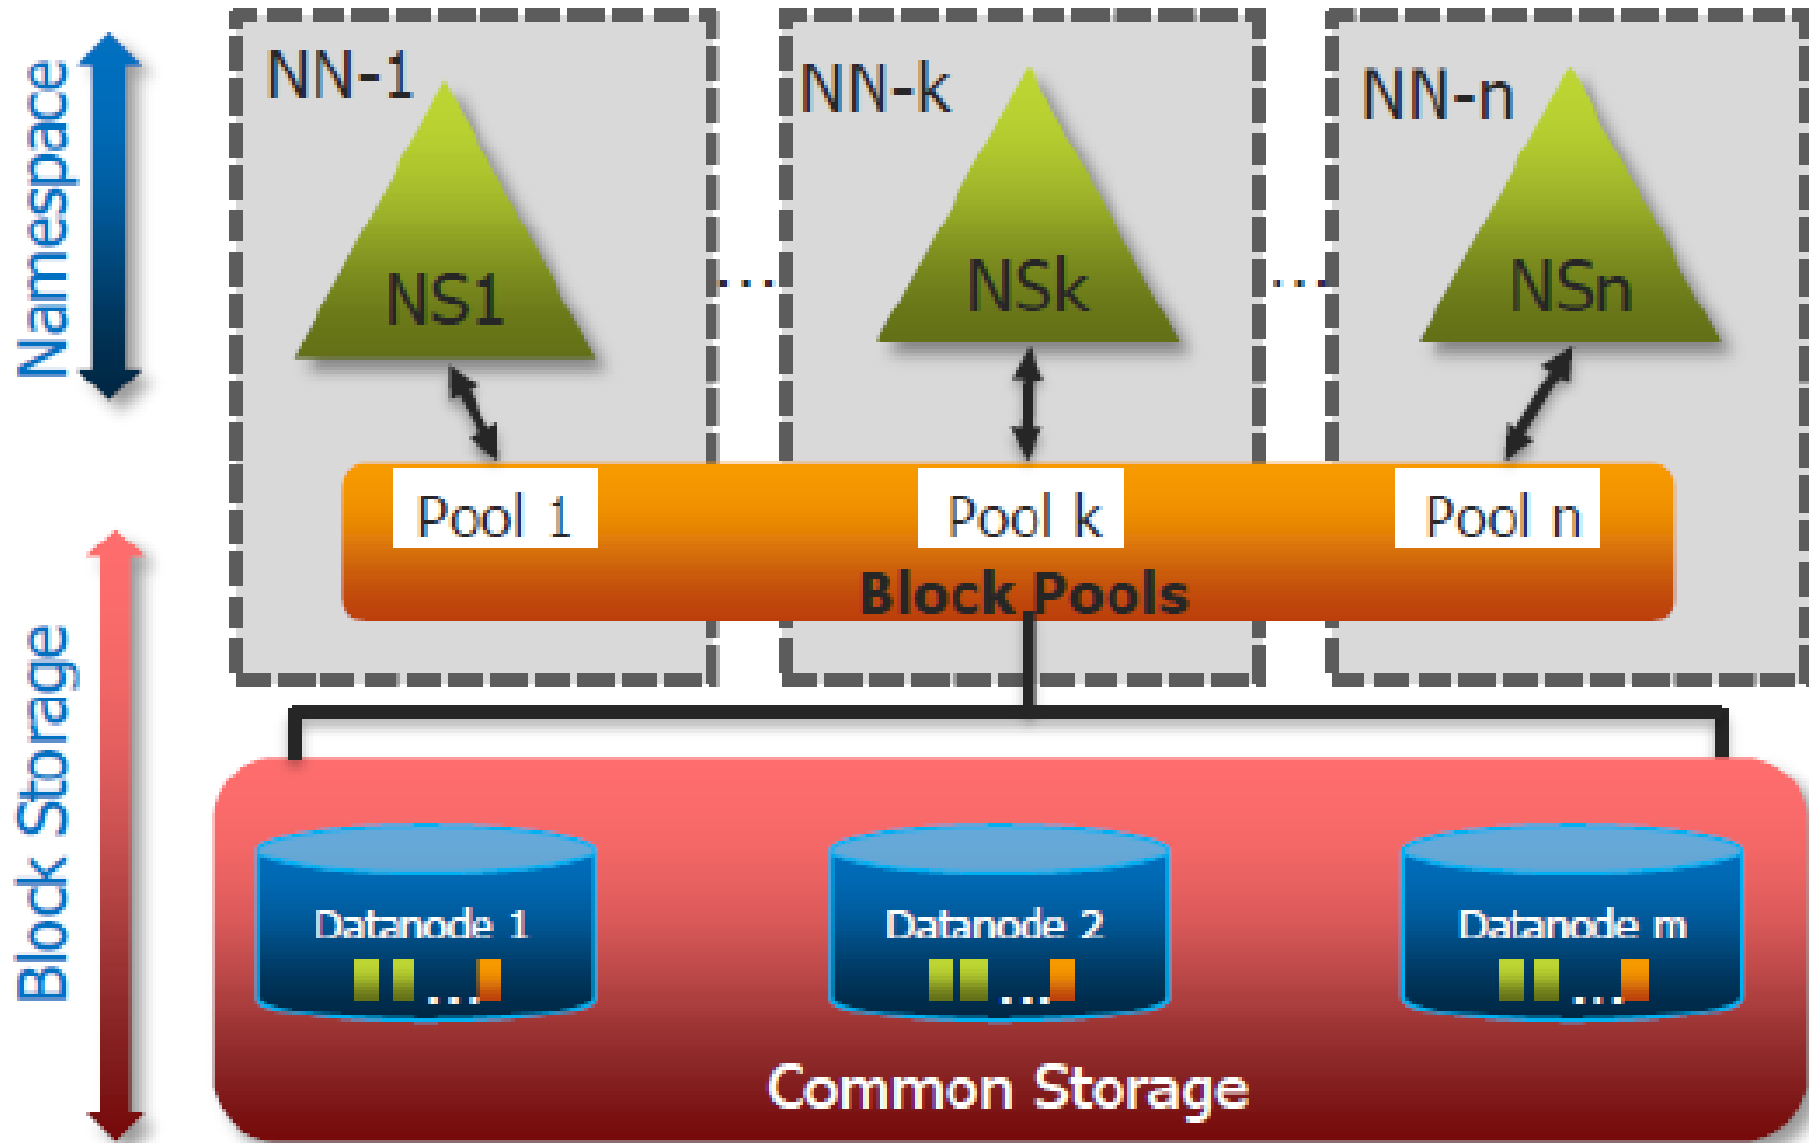 Namespace
NN-1
NN-k
NN-n
NS1
...
NSk
...
NSn
Pool 1
Pool k
Pool n
Block Pools
Block Storage
Datanode 1
...
Datanode 2
...
Datanode m
...
Common Storage